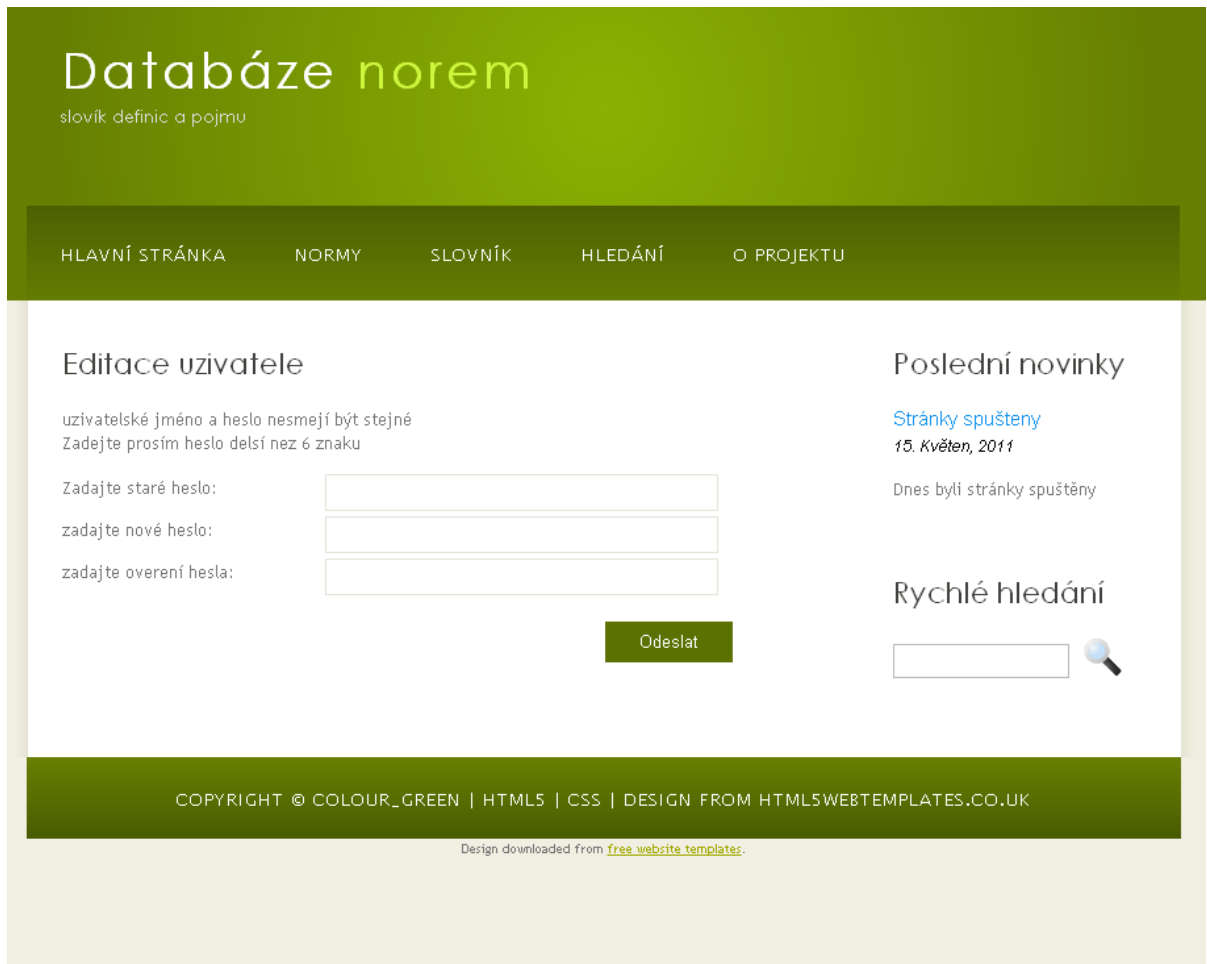 Databáze norem
slovík definic a pojmu
HLAVNÍ STRÁNKA NORMY SLOVNÍK HLEDÁNÍ O PROJEKTU
Editace uzivatele
uzivatelské jméno a heslo nesmejí být stejné
Zadejte prosím heslo delsí nez 6 znaku
Zadajte staré heslo:
zadajte nové heslo:
zadajte overení hesla:
Odeslat
Poslední novinky
Stránky spušteny
15. Květen, 2011
Dnes byli stránky spuštěny
Rychlé hledání
COPYRIGHT © COLOUR_GREEN | HTML5 | CSS | DESIGN FROM HTML5WEBTEMPLATES.CO.UK
Design downloaded from free website templates.